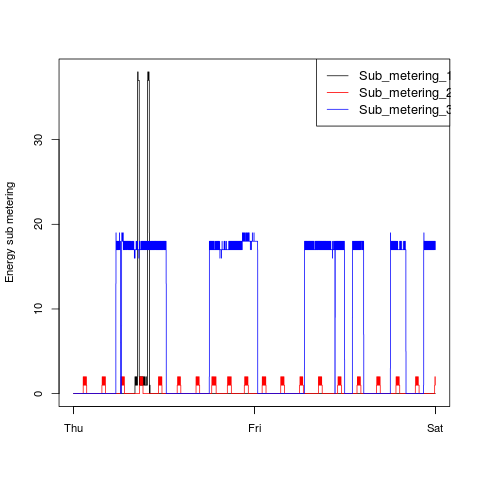 Sub_metering_1
Sub_metering_2
Sub_metering_3
Energy sub metering
30
20
10
0
Thu
Fri
Sat